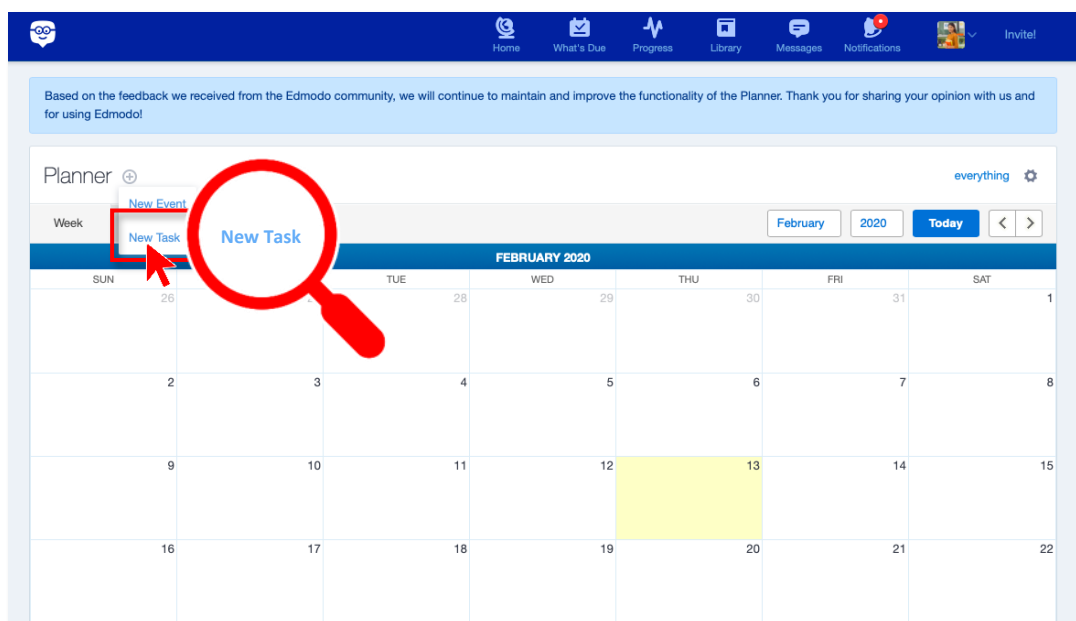 Home What's Due Progress Library Messages Notifications Invite!
Based on the feedback we received from the Edmodo community, we will continue to maintain and improve the functionality of the Planner. Thank you for sharing your opinion with us and
for using Edmodo!
Planner everything
New Event
Week February 2020 Today
New Task New Task
FEBRUARY 2020
SUN TUE WED THU FRI SAT
26 28 29 30 31 1
2 3 4 5 6 7 8
9 10 11 12 13 14 15
16 17 18 19 20 21 22